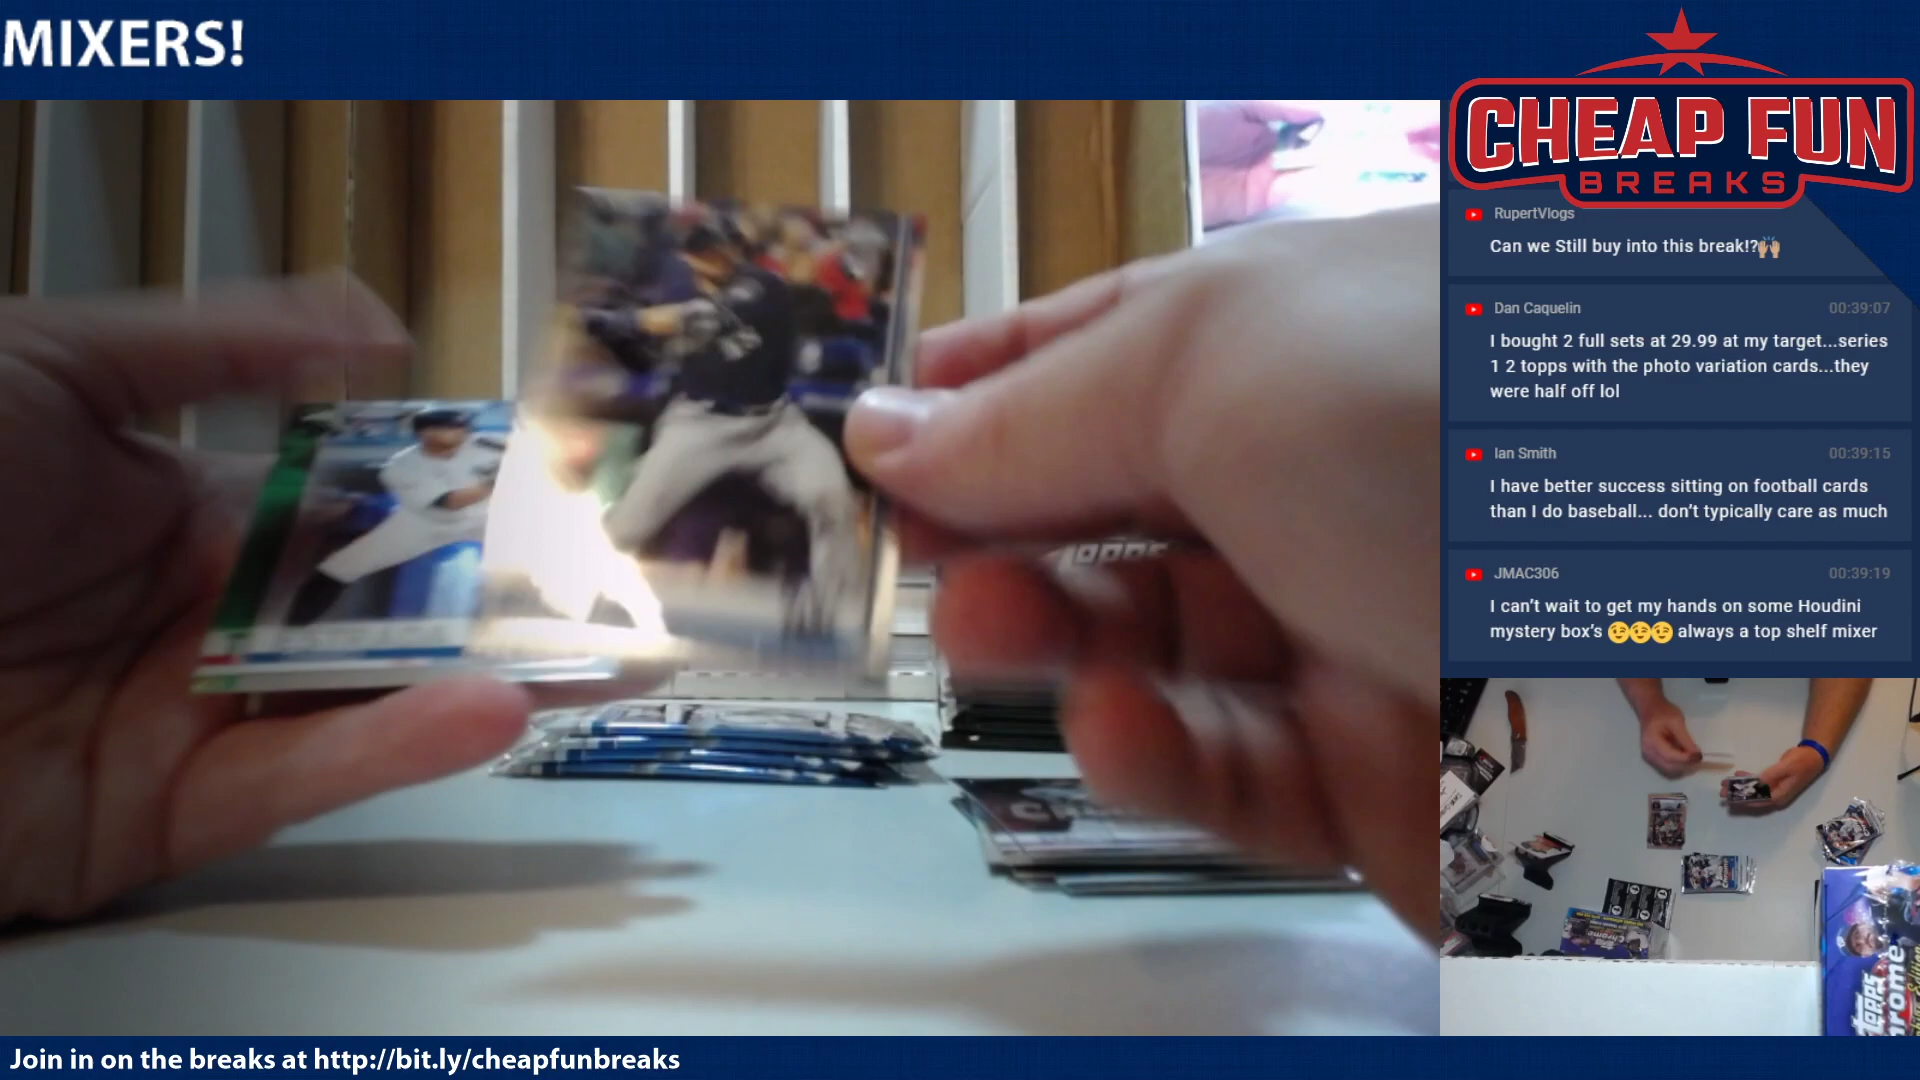 MIXERS!
CHEAP FUN
BREAKS
RupertVlogs
Can we Still buy into this break!?🙌🏼
Dan Caquelin 00:39:07
I bought 2 full sets at 29.99 at my target...series
1 2 topps with the photo variation cards...they
were half off lol
Ian Smith 00:39:15
I have better success sitting on football cards
than I do baseball... don't typically care as much
JMAC306 00:39:19
I can't wait to get my hands on some Houdini
mystery box's 😉😉😉 always a top shelf mixer
Topps
Chrome
Topps
Join in on the breaks at http://bit.ly/cheapfunbreaks